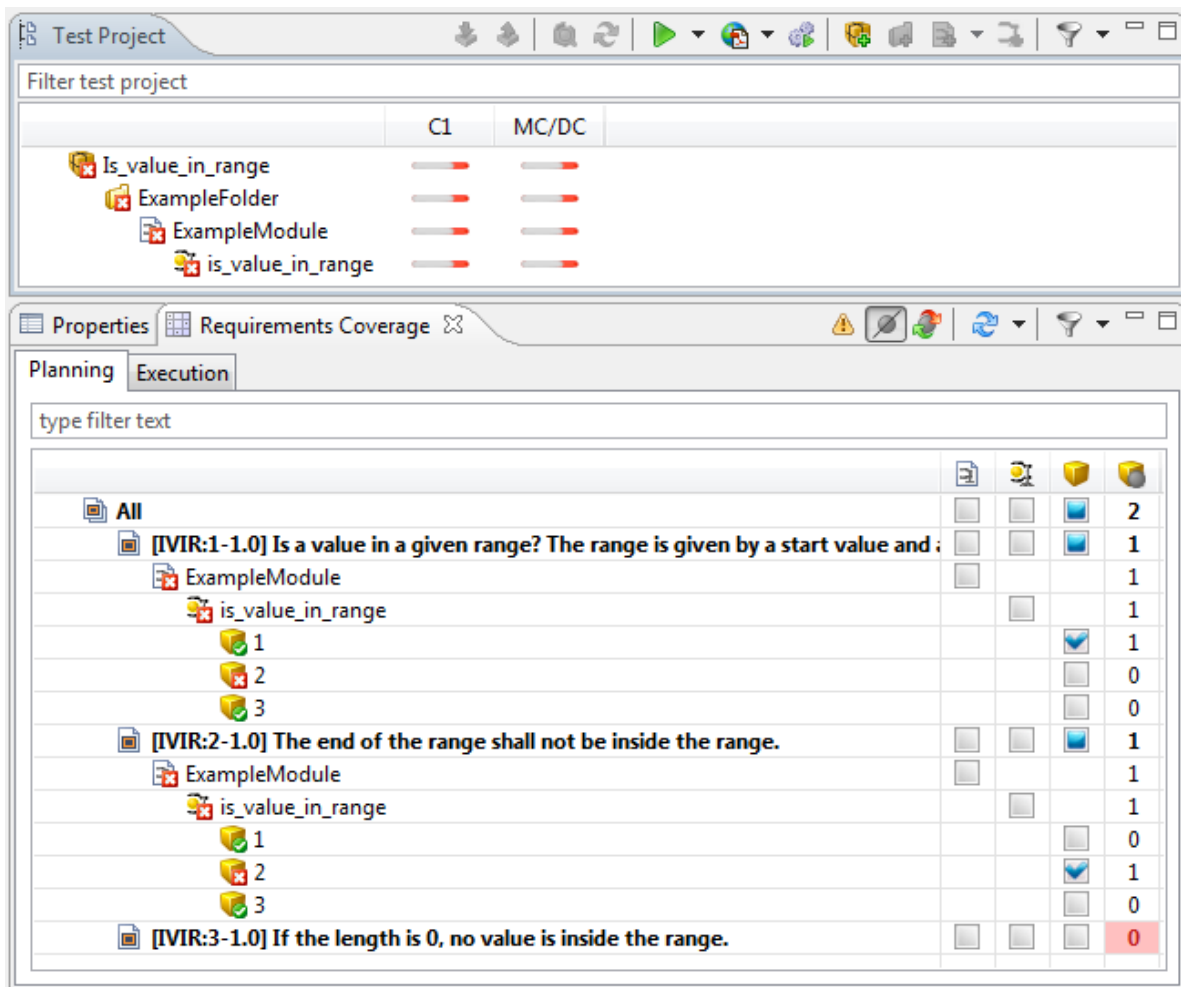 Test Project
Filter test project
C1 MC/DC
Is_value_in_range
ExampleFolder
ExampleModule
is_value_in_range
Properties Requirements Coverage
Planning Execution
type filter text
All 2
[IVIR:1-1.0] Is a value in a given range? The range is given by a start value and 1
ExampleModule 1
is_value_in_range 1
1 1
2 0
3 0
[IVIR:2-1.0] The end of the range shall not be inside the range. 1
ExampleModule 1
is_value_in_range 1
1 0
2 1
3 0
[IVIR:3-1.0] If the length is 0, no value is inside the range. 0